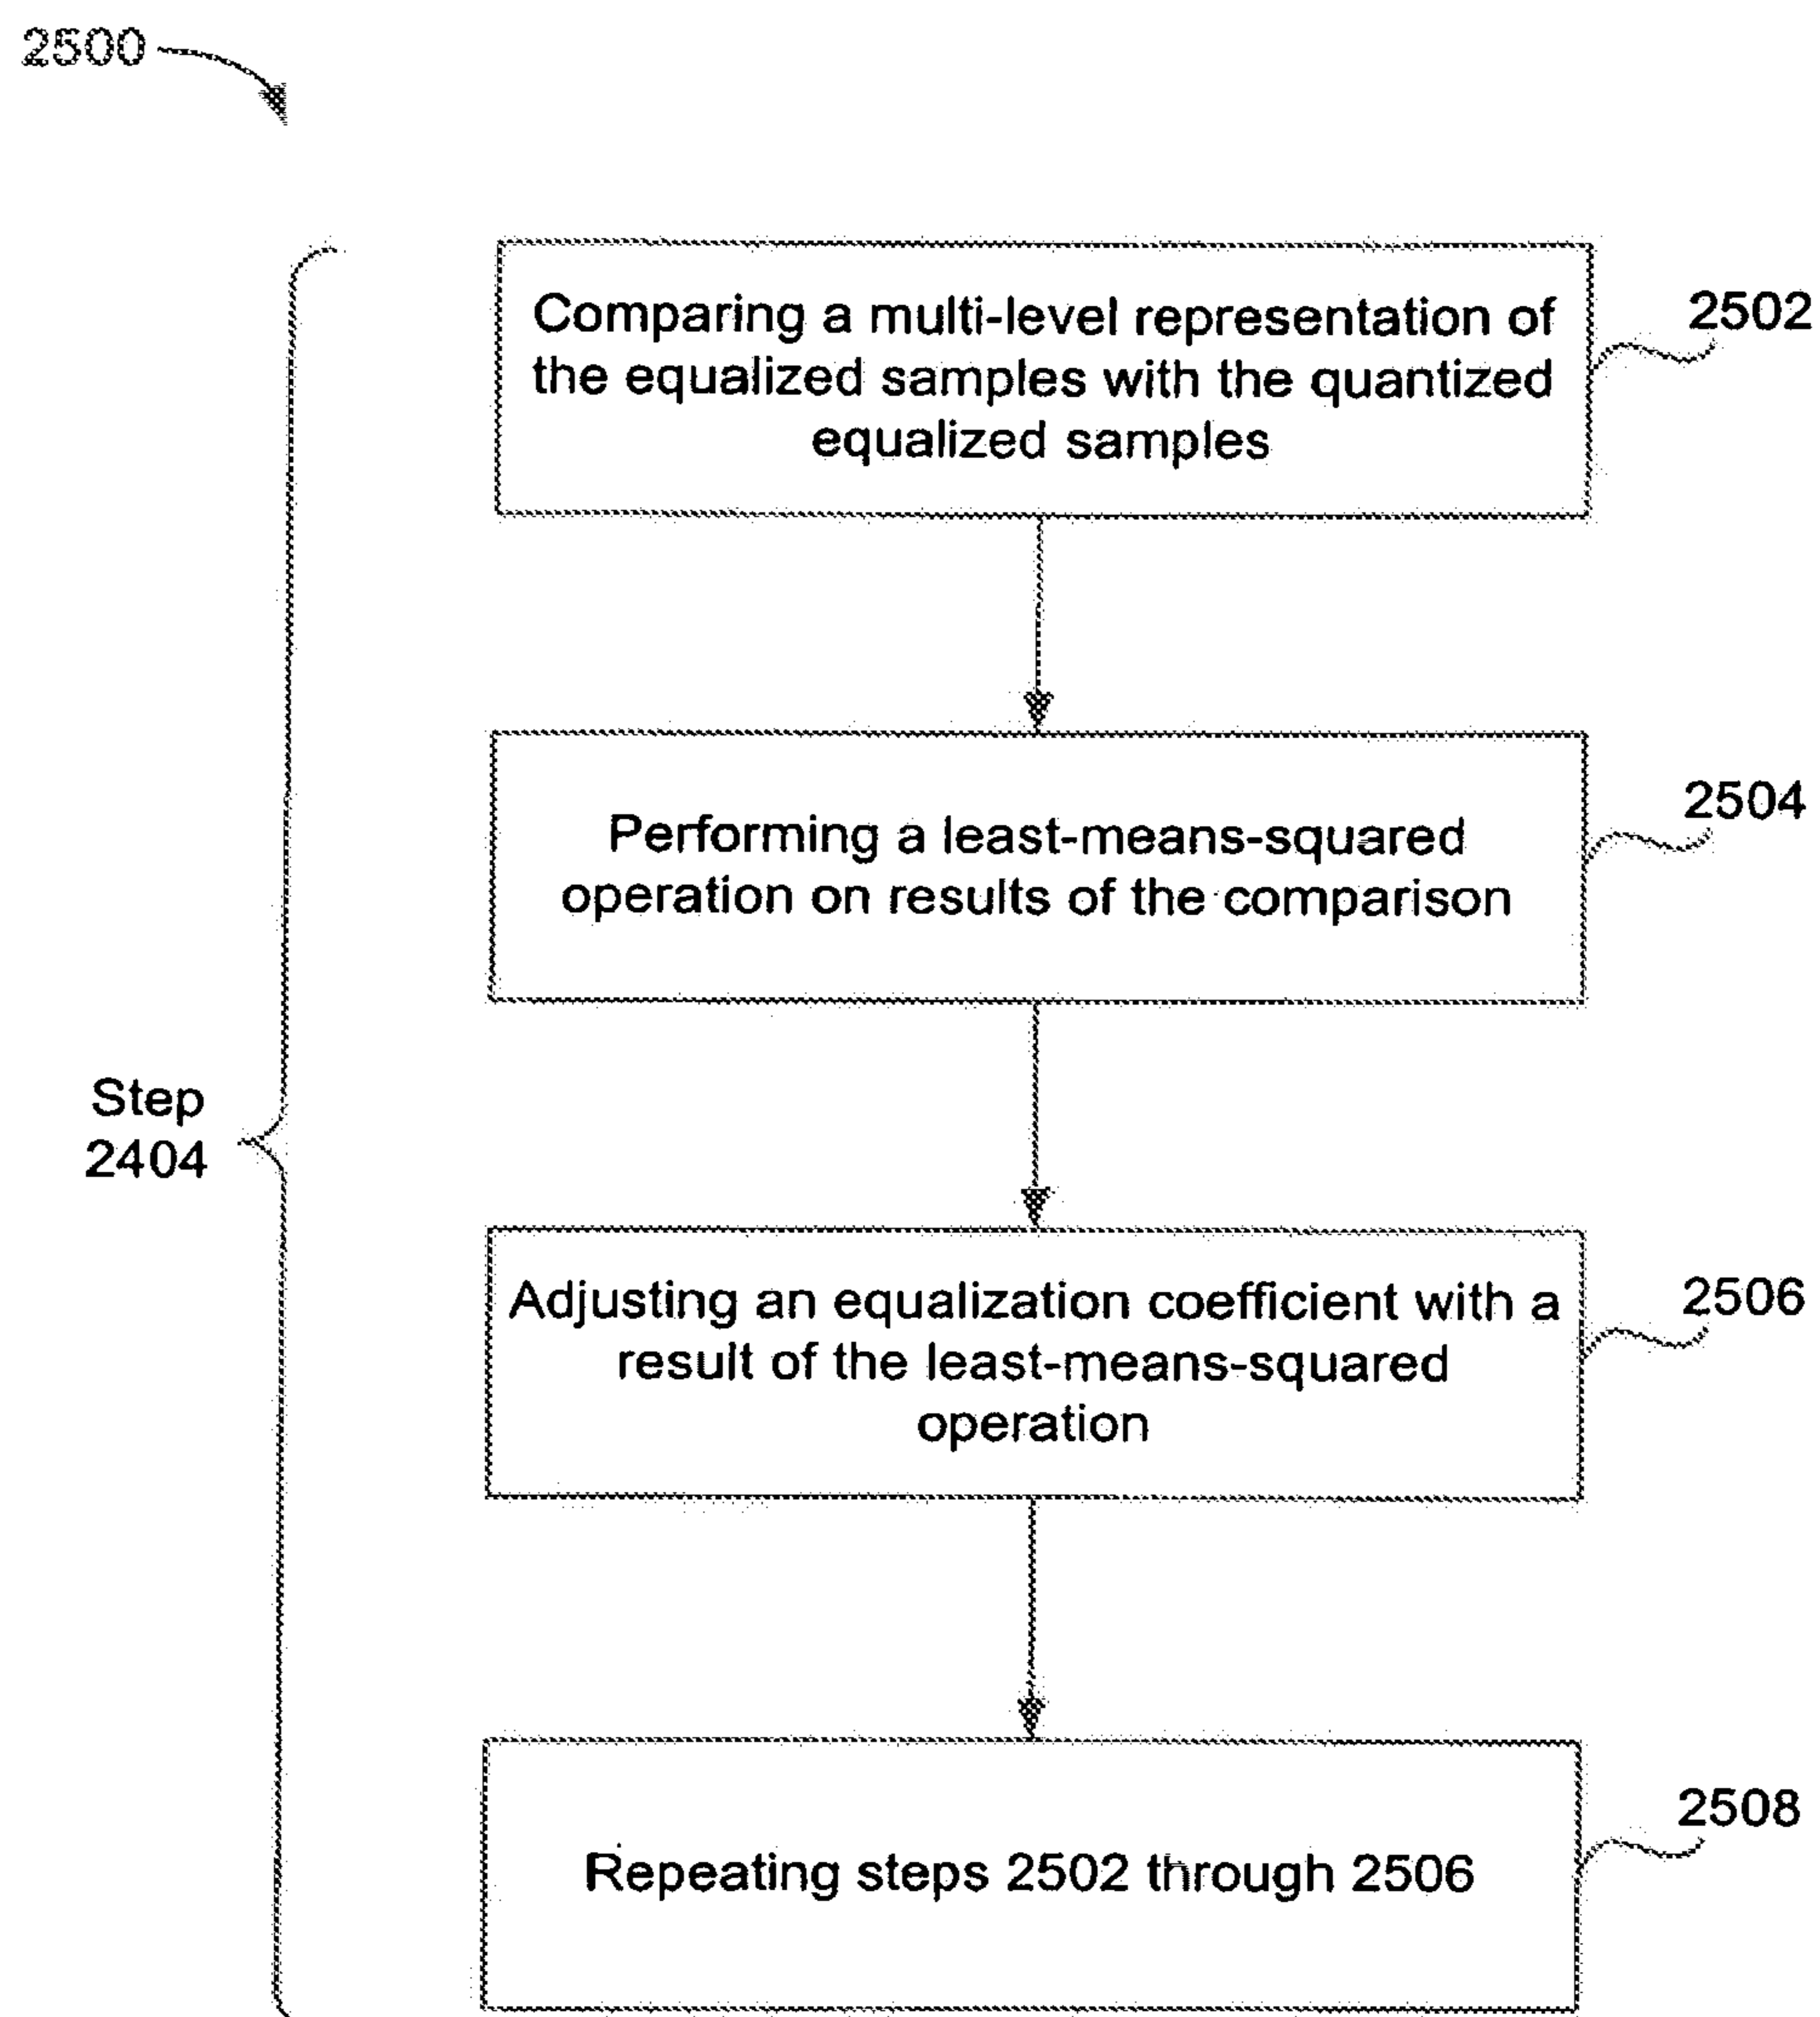 2500
Comparing a multi-level representation of
the equalized samples with the quantized
equalized samples
2502
Performing a least-means-squared
operation on results of the comparison
2504
Step
2404
Adjusting an equalization coefficient with a
result of the least-means-squared
operation
2506
Repeating steps 2502 through 2506
2508